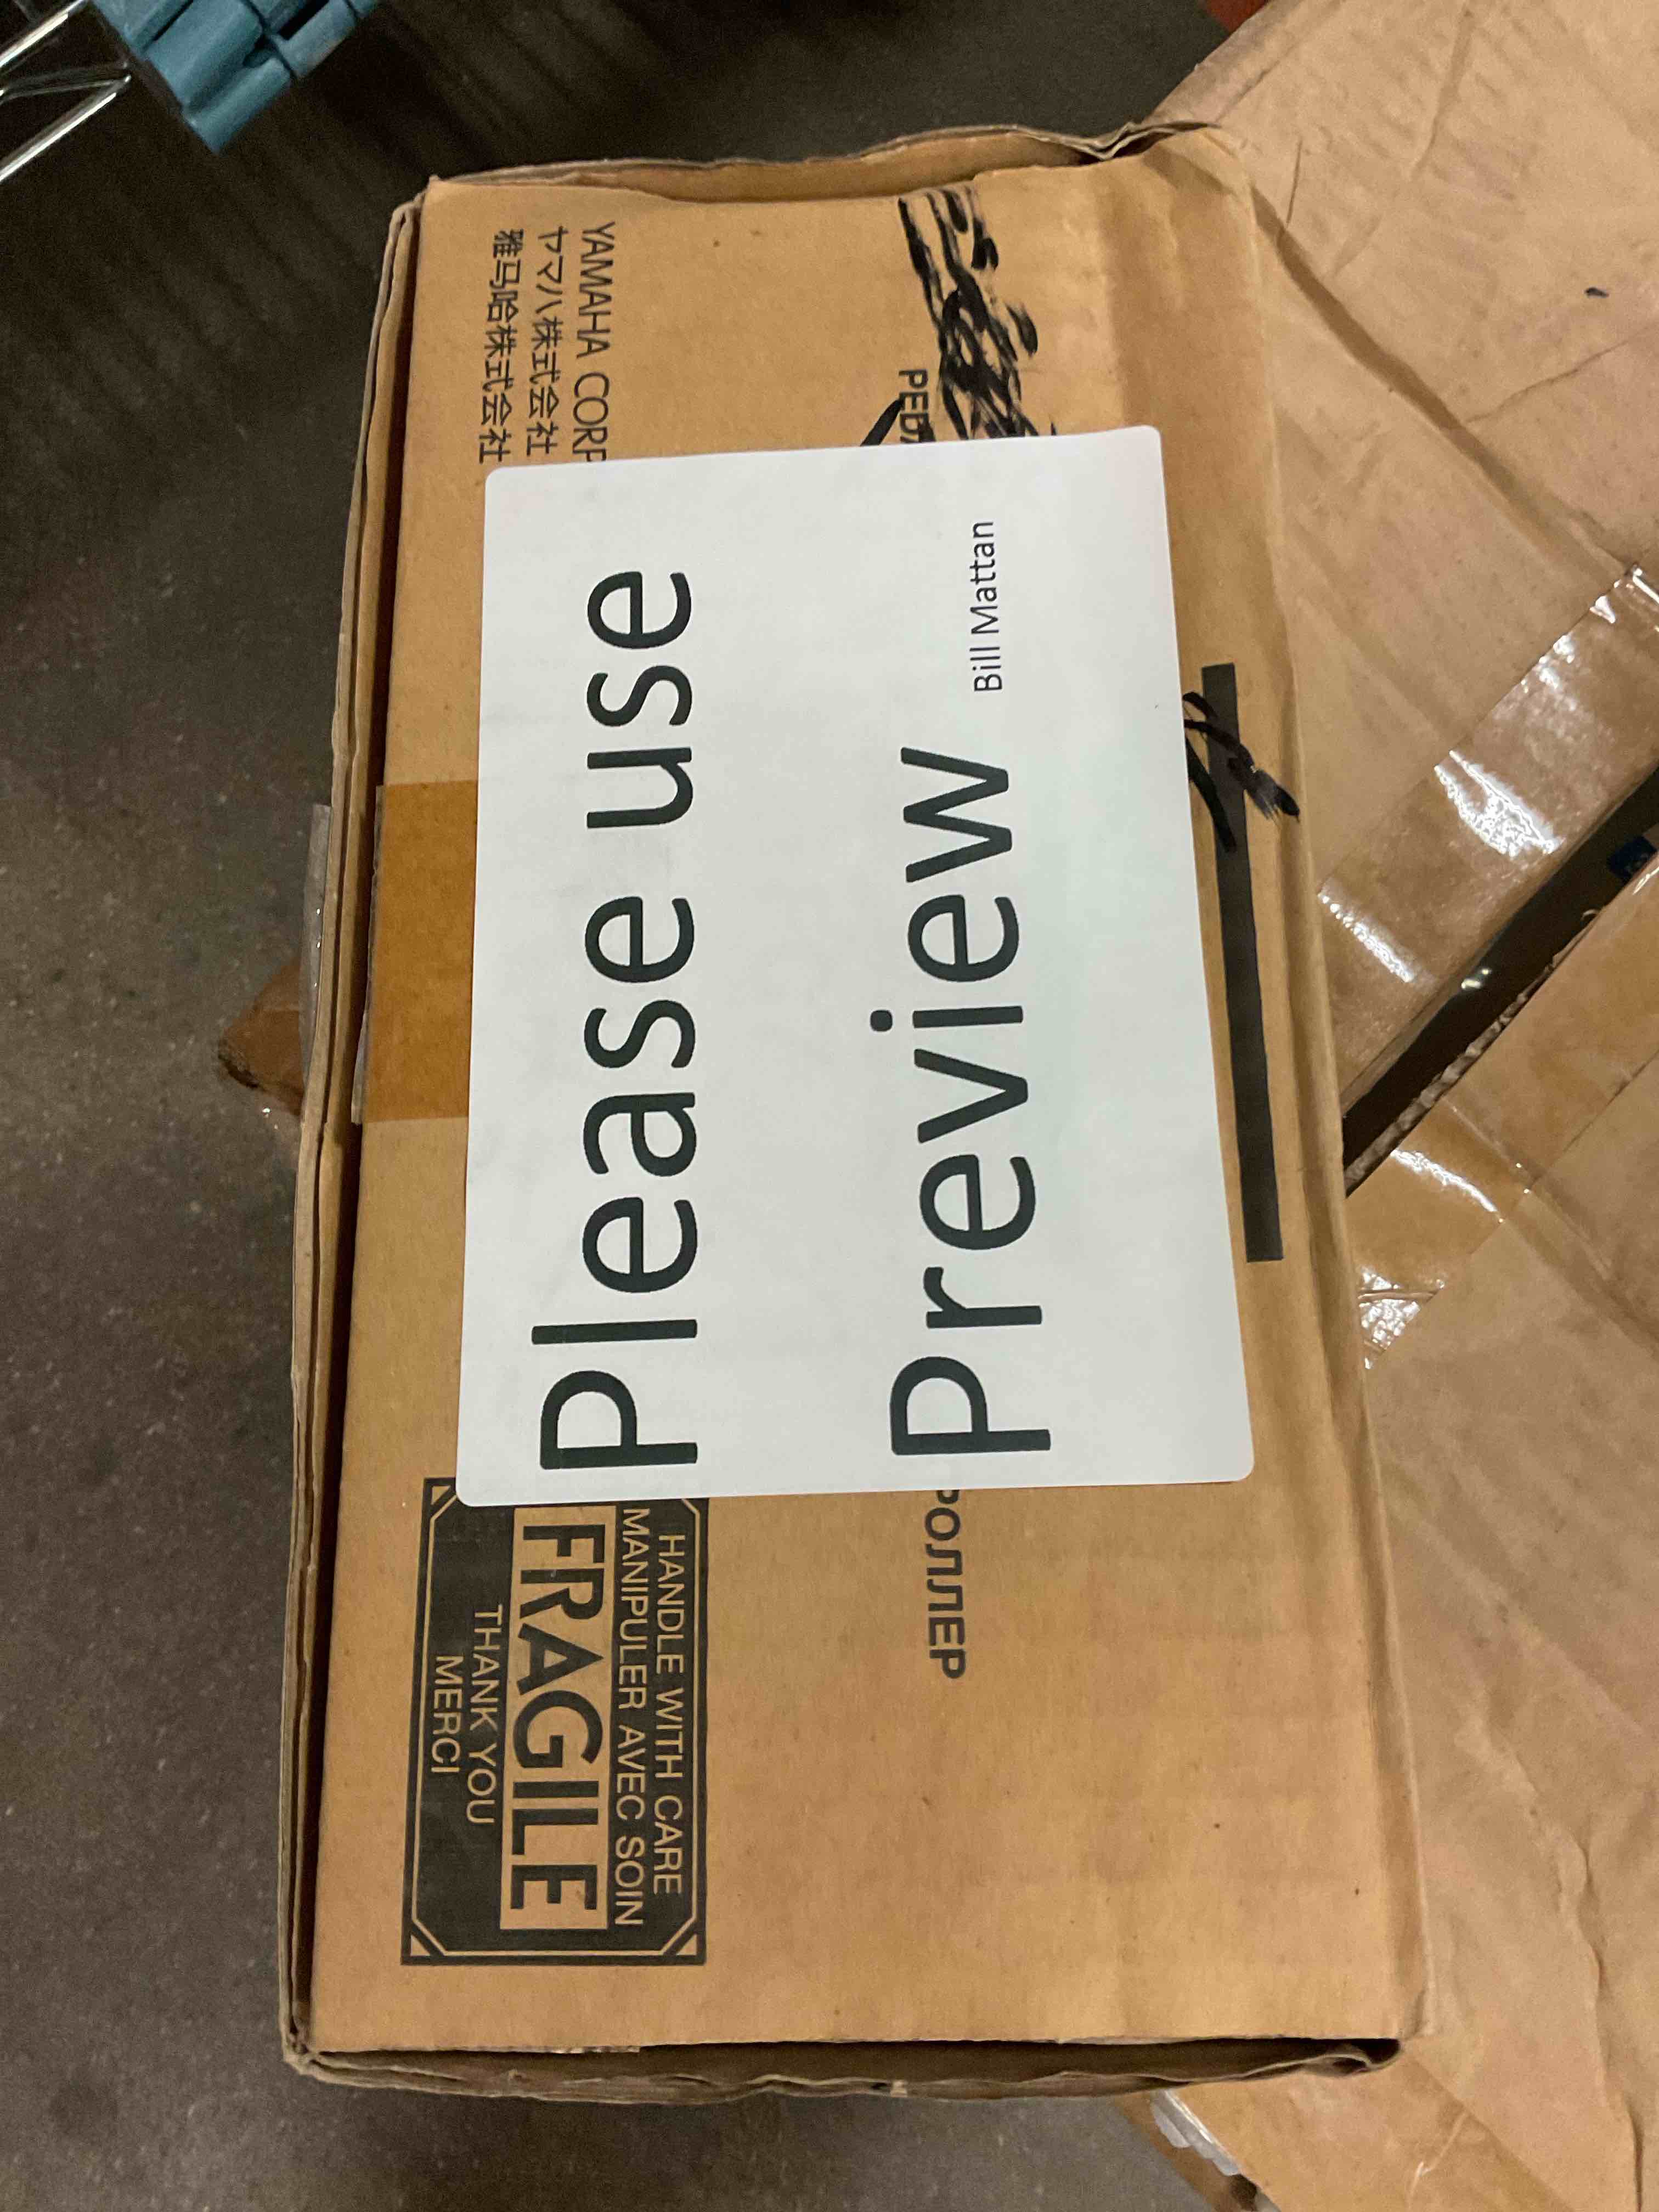 YAMAHA CORP
ヤマハ株式会社
雅马哈株式会社
Please use
Preview Bill Mattan
HANDLE WITH CARE
MANIPULER AVEC SOIN
FRAGILE
THANK YOU
MERCI